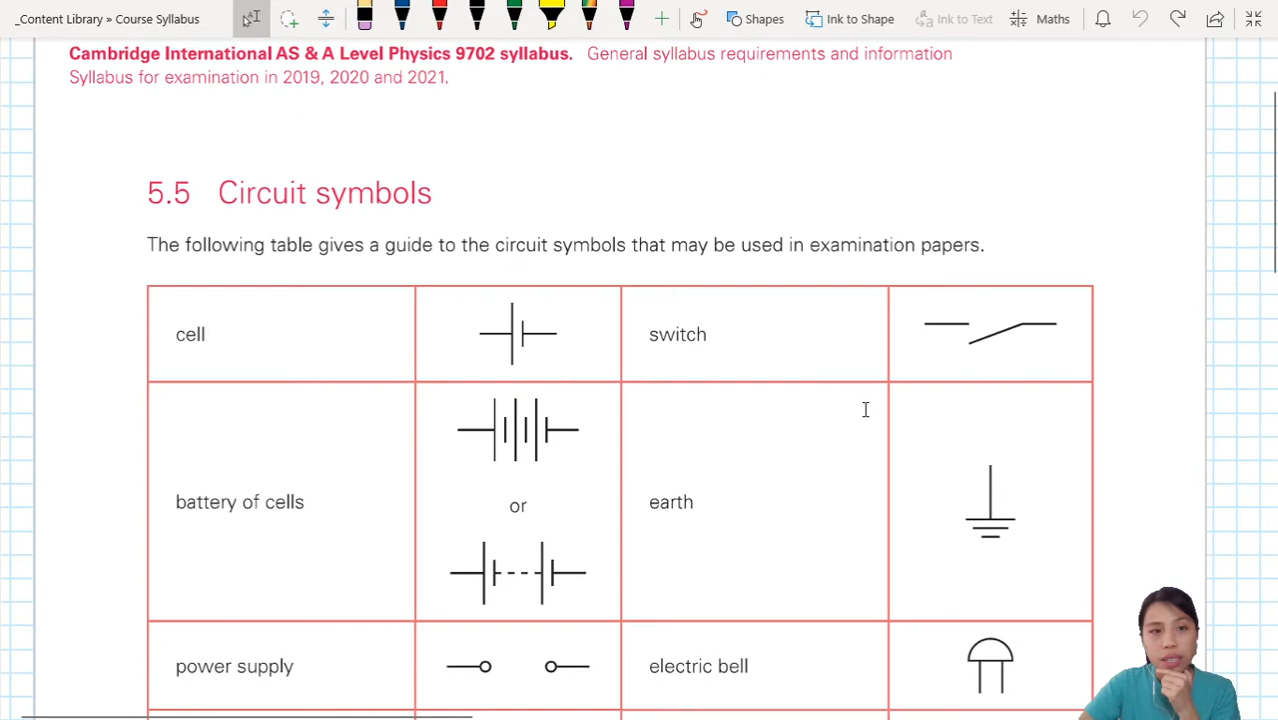 _Content Library » Course Syllabus
Shapes
Ink to Shape
Ink to Text
Maths
Cambridge International AS & A Level Physics 9702 syllabus. General syllabus requirements and information
Syllabus for examination in 2019, 2020 and 2021.
5.5 Circuit symbols
The following table gives a guide to the circuit symbols that may be used in examination papers.
cell
switch
battery of cells
or
earth
power supply
electric bell